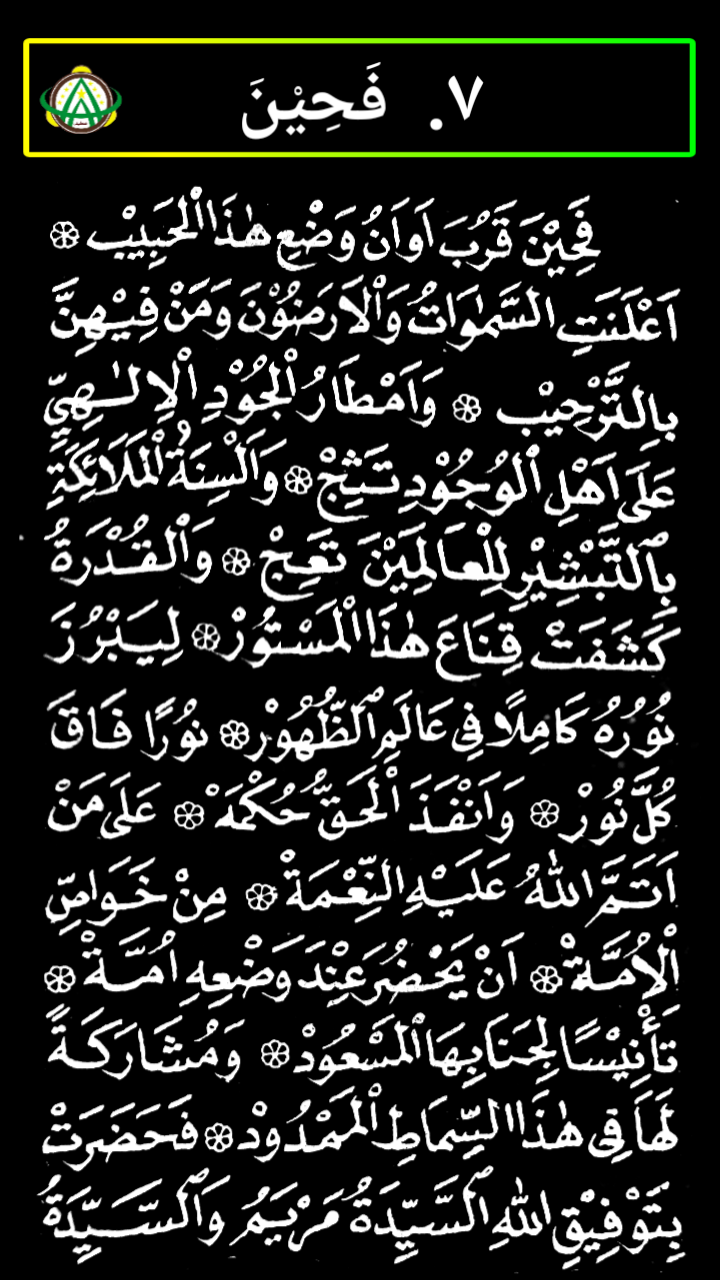 ٧. فَحِيْنَ
فَحِيْنَ قَرُبَ اَوَانُ وَضْعِ هٰذَا الْحَبِيْبِ ۞
اَعْلَنَتِ السَّمٰوَاتُ وَالْاَرَضُوْنَ وَمَنْ فِيْهِنَّ
بِالتَّرْحِيْبِ ۞ وَاَمْطَارُ الْجُوْدِ الْاِلٰهِيِّ
عَلَى اَهْلِ الْوُجُوْدِ تَثِجْ ۞ وَاَلْسِنَةُ الْمَلَائِكَةِ
بِالتَّبْشِيْرِ لِلْعَالَمِيْنَ تَعِجْ ۞ وَالْقُدْرَةُ
كَشَفَتْ قِنَاعَ هٰذَا الْمَسْتُوْرْ ۞ لِيَبْرُزَ
نُوْرُهُ كَامِلًا فِي عَالَمِ الظُّهُوْرْ ۞ نُوْرًا فَاقَ
كُلَّ نُوْرْ ۞ وَاَنْفَذَ الْحَقُّ حُكْمَهْ ۞ عَلَى مَنْ
اَتَمَّ اللهُ عَلَيْهِ النِّعْمَةْ ۞ مِنْ خَوَاصِّ
الْاُمَّةْ ۞ اَنْ يَحْضُرَ عِنْدَ وَضْعِهِ اُمَّهْ ۞
تَأْنِيْسًا لِجَنَابِهَا الْمَسْعُوْدْ ۞ وَمُشَارَكَةً
لَهَا فِي هٰذَا السِّمَاطِ الْمَمْدُوْدْ ۞ فَحَضَرَتْ
بِتَوْفِيْقِ اللهِ السَّيِّدَةُ مَرْيَمُ وَالسَّيِّدَةُ